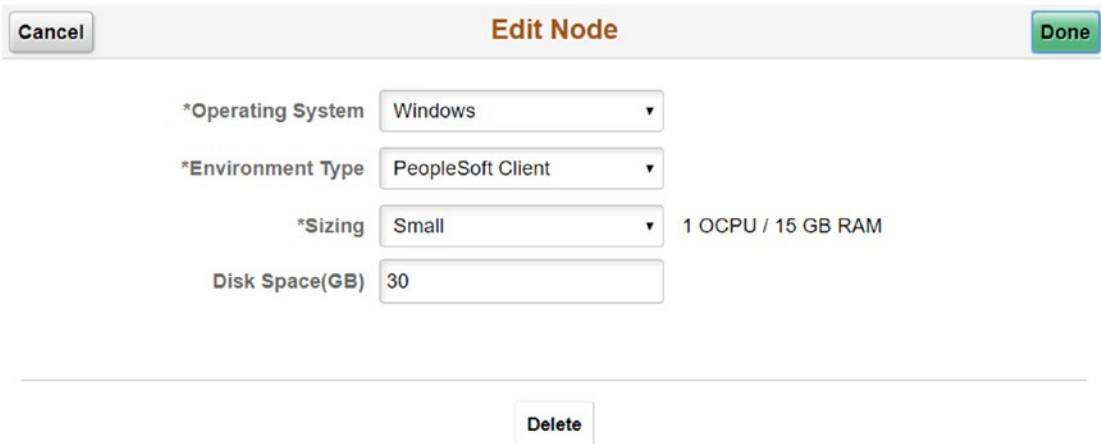 Cancel Edit Node Done
*Operating System Windows
*Environment Type PeopleSoft Client
*Sizing Small 1 OCPU / 15 GB RAM
Disk Space(GB) 30
Delete